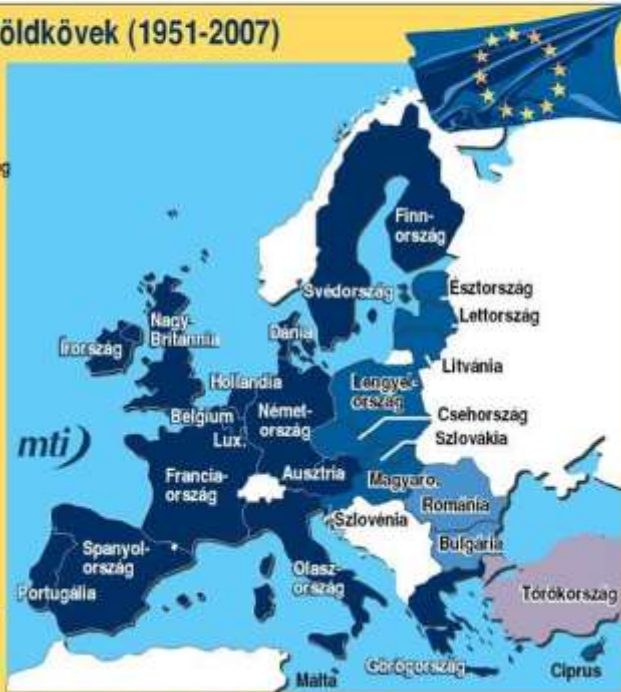 öldkövek (1951-2007)
g
Finn-
ország
Svédország
Észtország
Lettország
Litvánia
Nagy-
Britannia
Írország
Dánia
Hollandia
Lengyel-
ország
Belgium
Német-
ország
Lux.
Csehország
Szlovákia
mti
Francia-
ország
Ausztria
Magyaro.
Románia
Szlovénia
Bulgária
Spanyol-
ország
Portugália
Olasz-
ország
Törökország
Görögország
Málta
Ciprus